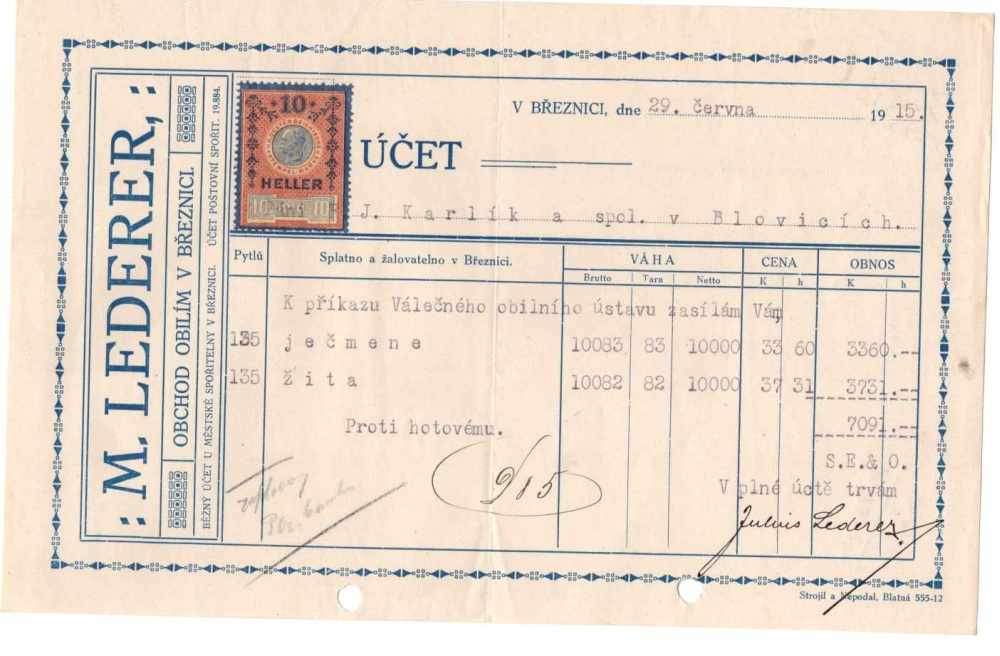 M. LEDERER,
OBCHOD OBILÍM V BŘEZNICI.
BĚŽNÝ ÚČET U MĚSTSKÉ SPOŘITELNY V BŘEZNICI. ÚČET POŠTOVNÍ SPOŘIT. 19.884.
10
HELLER
V BŘEZNICI, dne 29. června 1915.
ÚČET
J. Karlík a spol. v Blovicích.
Pytlů Splatno a žalovatelno v Březnici. VÁHA CENA OBNOS
Brutto Tara Netto K h K h
K příkazu Válečného obilního ústavu zasílám Vám
135 ječmene 10083 83 10000 33 60 3360.--
135 žita 10082 82 10000 37 31 3731.--
7091.--
Proti hotovému.
S.E.& O.
9/15
V plné úctě trvám
Julius Lederer.
Strojil a Nepodal, Blatná 555-12